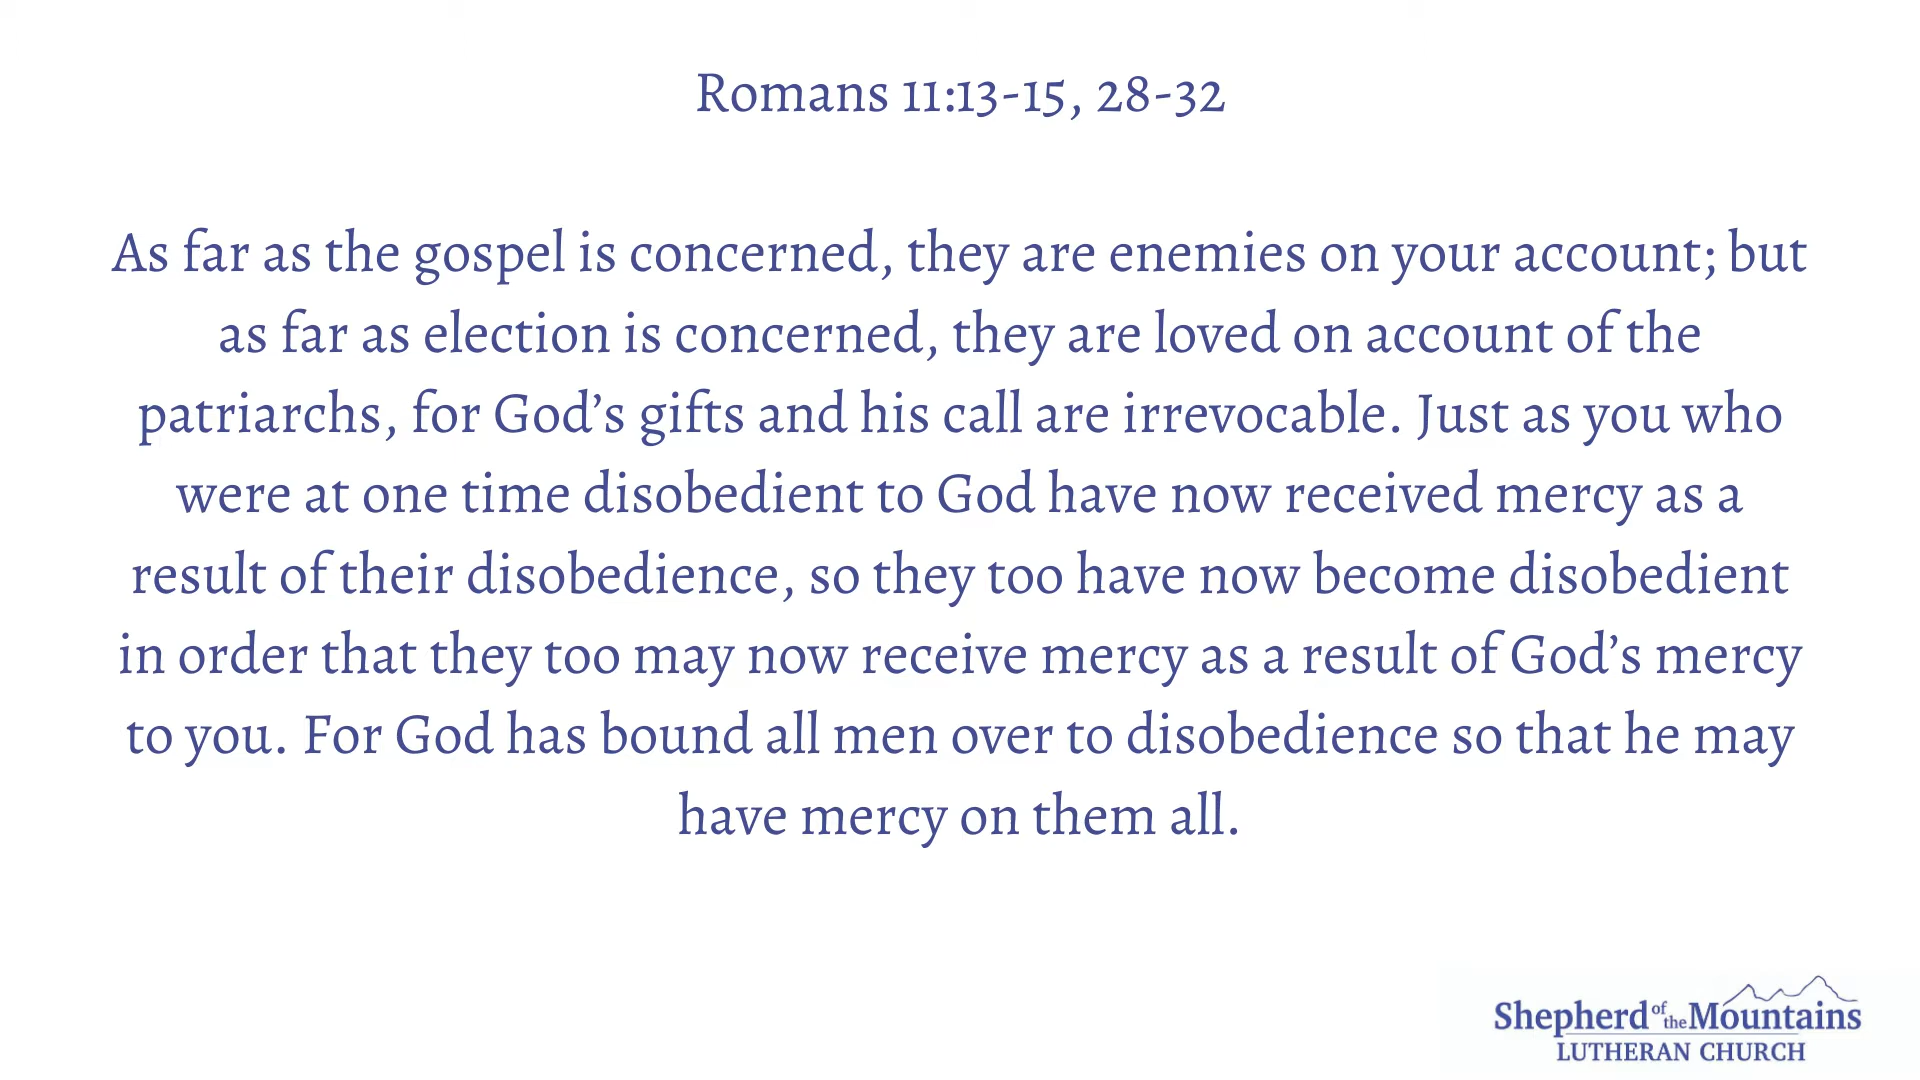 Romans 11:13-15, 28-32
As far as the gospel is concerned, they are enemies on your account; but
as far as election is concerned, they are loved on account of the
patriarchs, for God’s gifts and his call are irrevocable. Just as you who
were at one time disobedient to God have now received mercy as a
result of their disobedience, so they too have now become disobedient
in order that they too may now receive mercy as a result of God’s mercy
to you. For God has bound all men over to disobedience so that he may
have mercy on them all.
Shepherd of the Mountains
LUTHERAN CHURCH